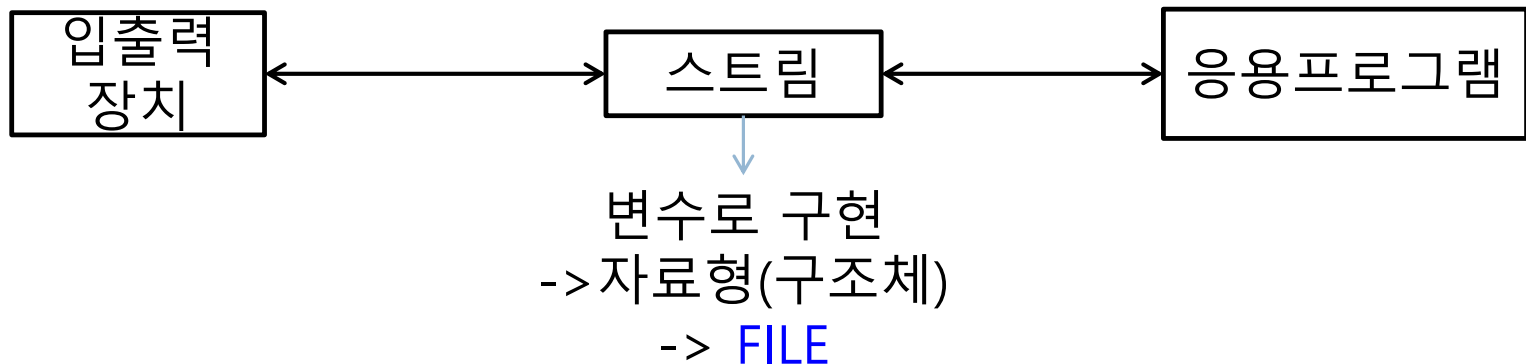 입출력
장치
스트림
응용프로그램
변수로 구현
->자료형(구조체)
-> FILE